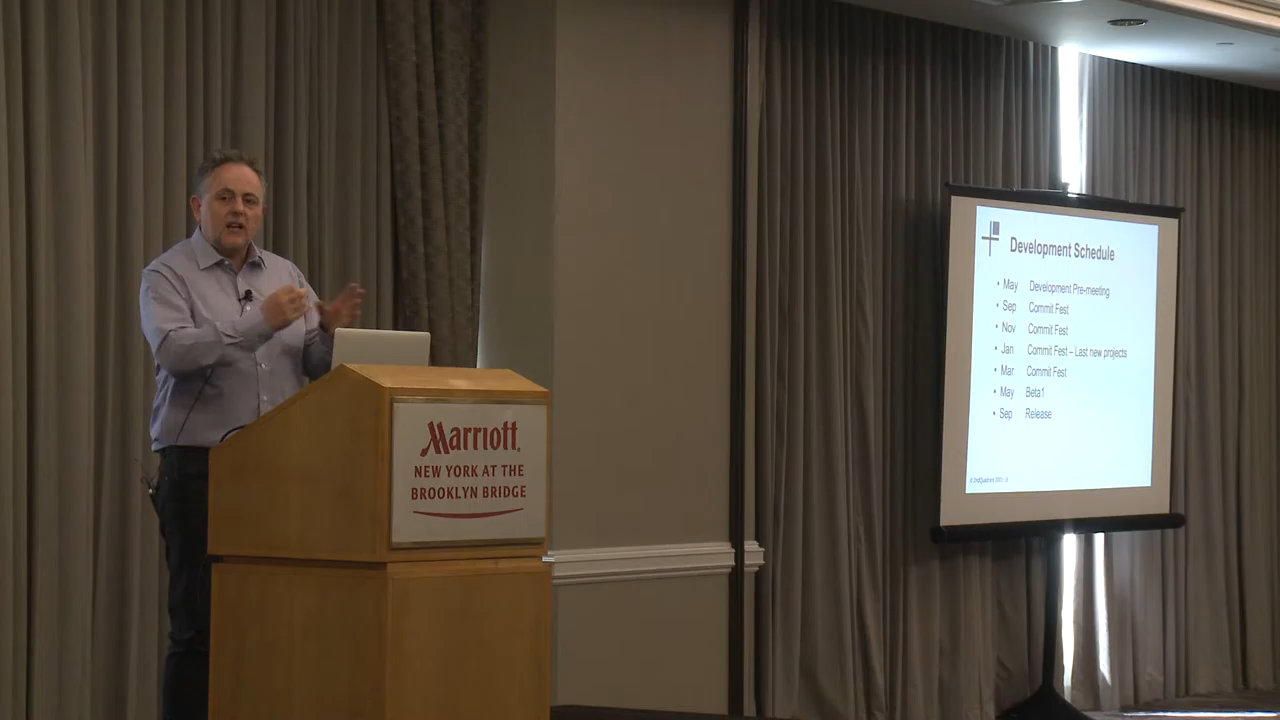 Marriott
NEW YORK AT THE
BROOKLYN BRIDGE
Development Schedule
• May Development Pre-meeting
• Sep Commit Fest
• Nov Commit Fest
• Jan Commit Fest – Last new projects
• Mar Commit Fest
• May Beta1
• Sep Release
2ndQuadrant